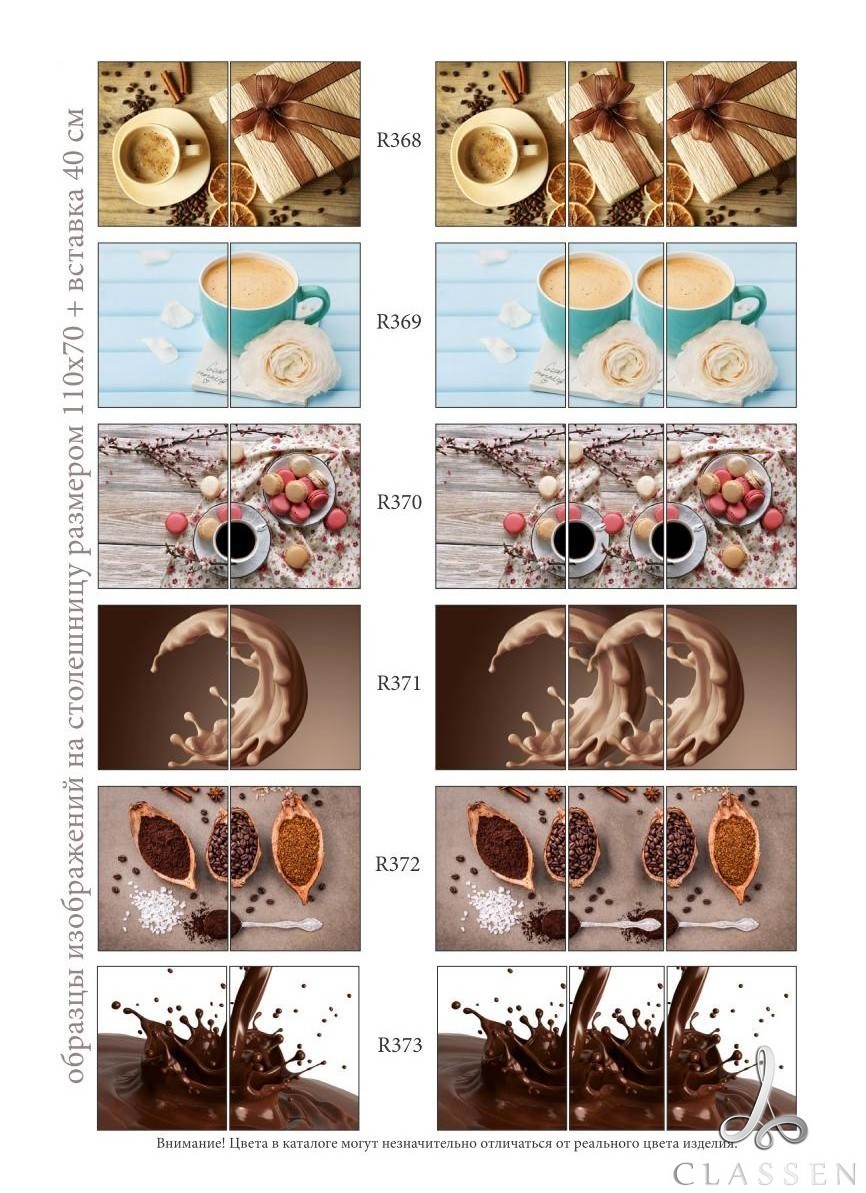 образцы изображений на столешницу размером 110х70 + вставка 40 см
R368
R369
R370
R371
R372
R373
Внимание! Цвета в каталоге могут незначительно отличаться от реального цвета изделия.
CLASSEN